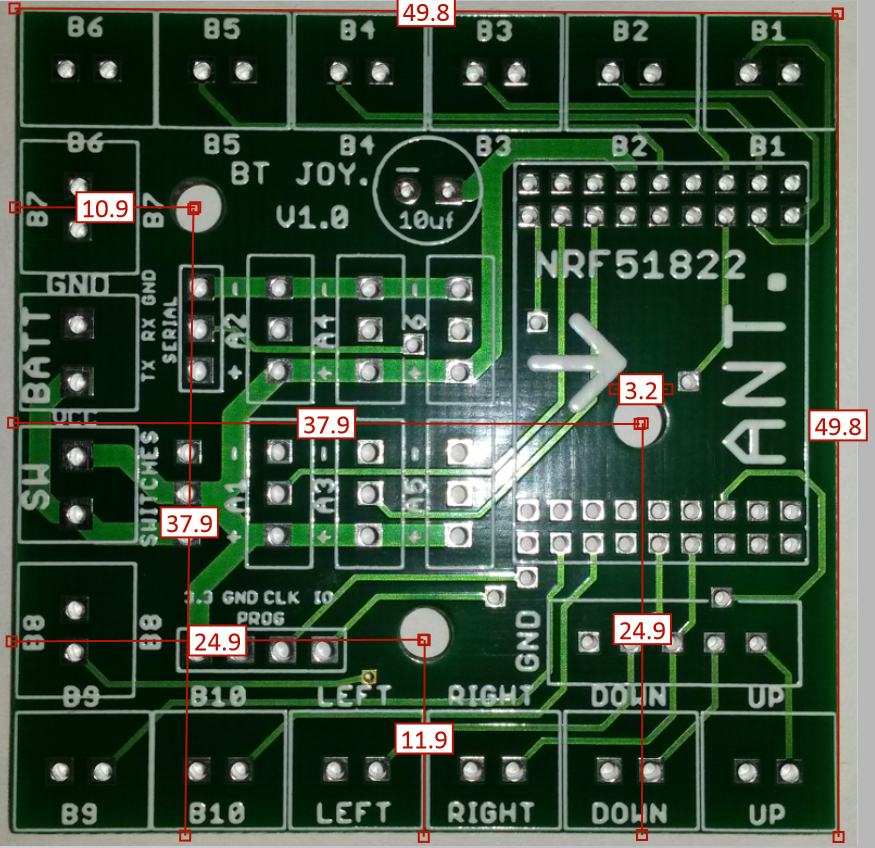 49.8
B6 B5 B4 B3 B2 B1
B6 B5 B4 B3 B2 B1
BT JOY.
V1.0
10uf
B7 10.9 B7
GND
BATT
VCC
TX RX GND
SERIAL
- - -
A2 A4 6
+ + +
NRF51822
ANT.
3.2
37.9
49.8
SW
SWITCHES
37.9
- - -
A1 A3 A5
+ + +
3.3 GND CLK IO
PROG
B8 B8
24.9
GND
24.9
B9 B10 LEFT RIGHT DOWN UP
11.9
B9 B10 LEFT RIGHT DOWN UP